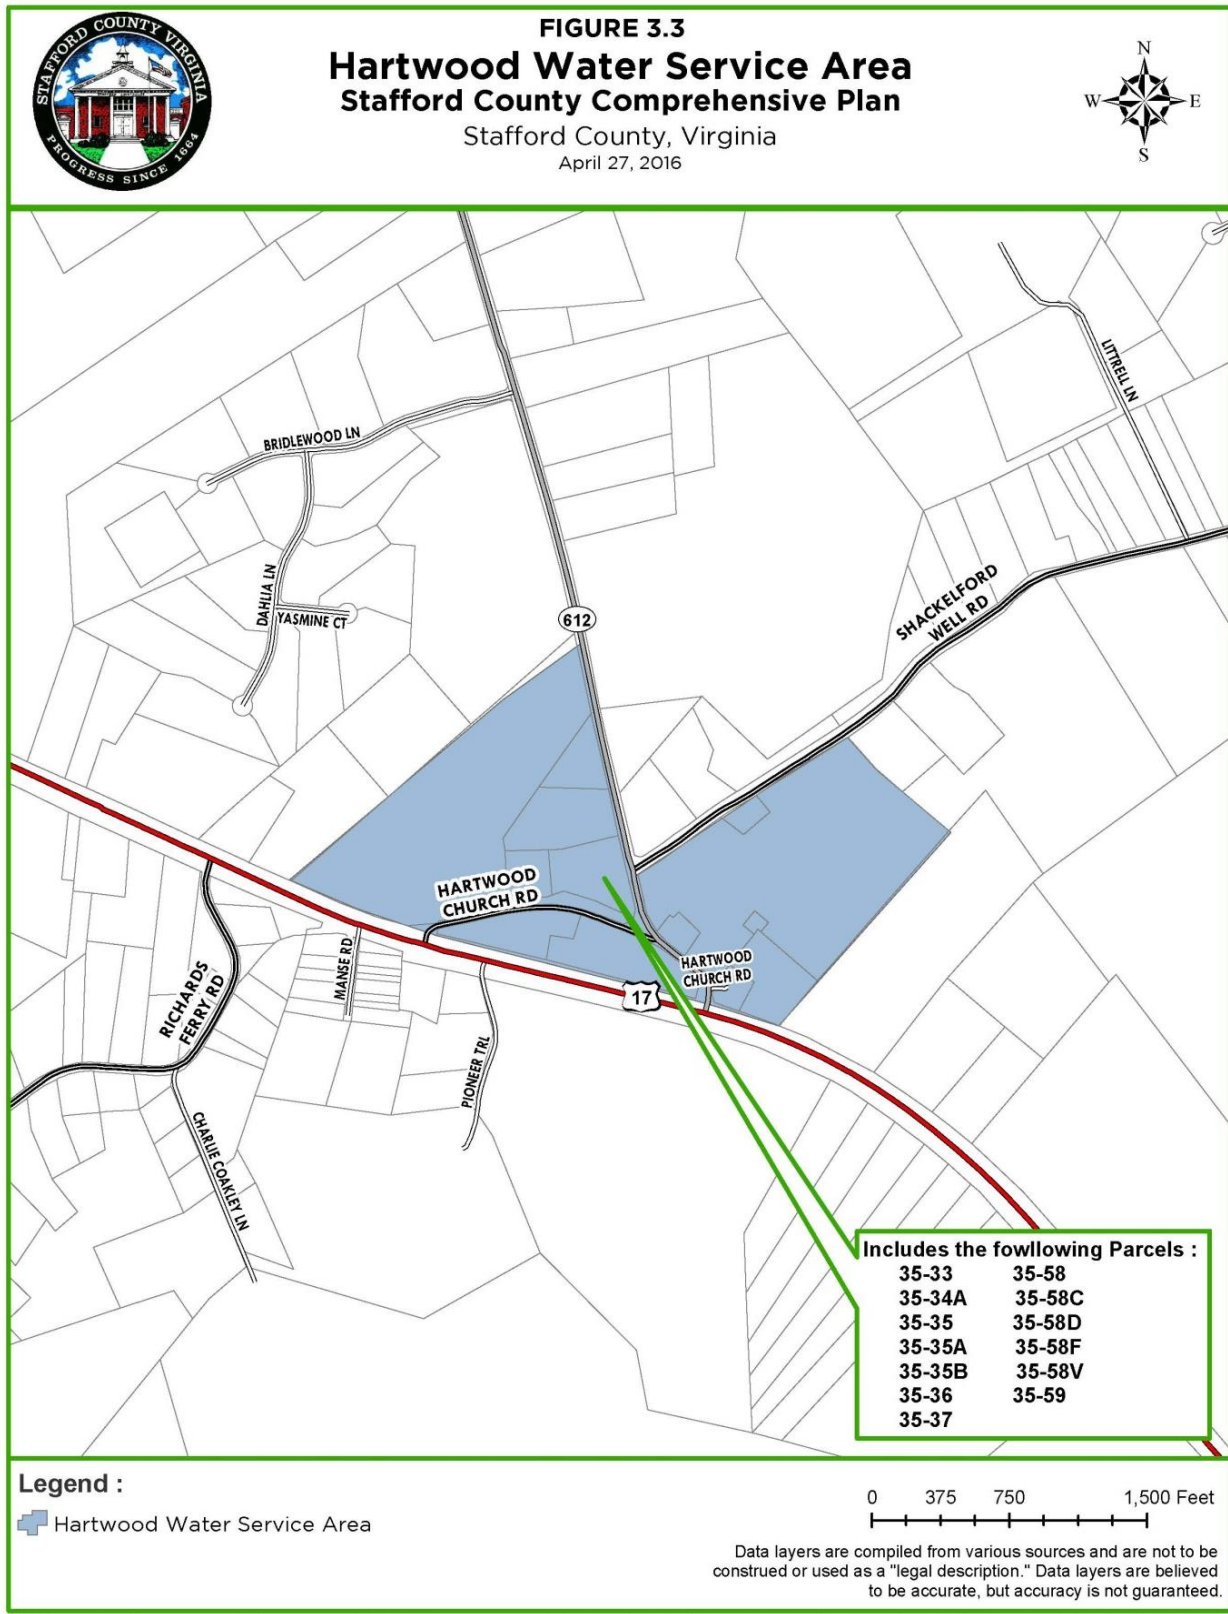 STAFFORD COUNTY VIRGINIA
PROGRESS SINCE 1664
FIGURE 3.3
Hartwood Water Service Area
Stafford County Comprehensive Plan
Stafford County, Virginia
April 27, 2016
N
W
E
S
LITTRELL LN
BRIDLEWOOD LN
DAHLIA LN
YASMINE CT
612
SHACKELFORD
WELL RD
HARTWOOD
CHURCH RD
HARTWOOD
CHURCH RD
17
MANSE RD
RICHARDS
FERRY RD
PIONEER TRL
CHARLIE COAKLEY LN
Includes the fowllowing Parcels :
35-33 35-58
35-34A 35-58C
35-35 35-58D
35-35A 35-58F
35-35B 35-58V
35-36 35-59
35-37
Legend :
Hartwood Water Service Area
0 375 750 1,500 Feet
Data layers are compiled from various sources and are not to be
construed or used as a "legal description." Data layers are believed
to be accurate, but accuracy is not guaranteed.